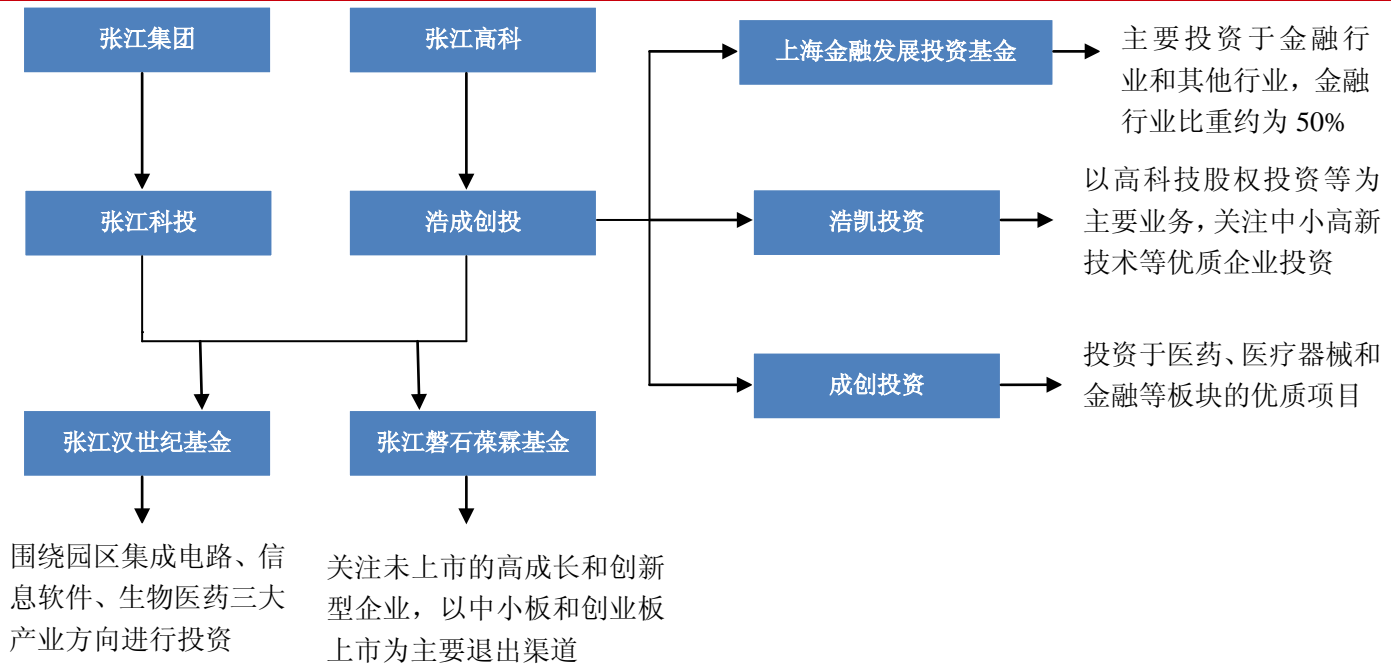 张江集团
张江高科
上海金融发展投资基金
主要投资于金融行
业和其他行业，金融
行业比重约为 50%
张江科投
浩成创投
浩凯投资
以高科技股权投资等为
主要业务，关注中小高新
技术等优质企业投资
成创投资
投资于医药、医疗器械和
金融等板块的优质项目
张江汉世纪基金
张江磐石葆霖基金
围绕园区集成电路、信
息软件、生物医药三大
产业方向进行投资
关注未上市的高成长和创新
型企业，以中小板和创业板
上市为主要退出渠道